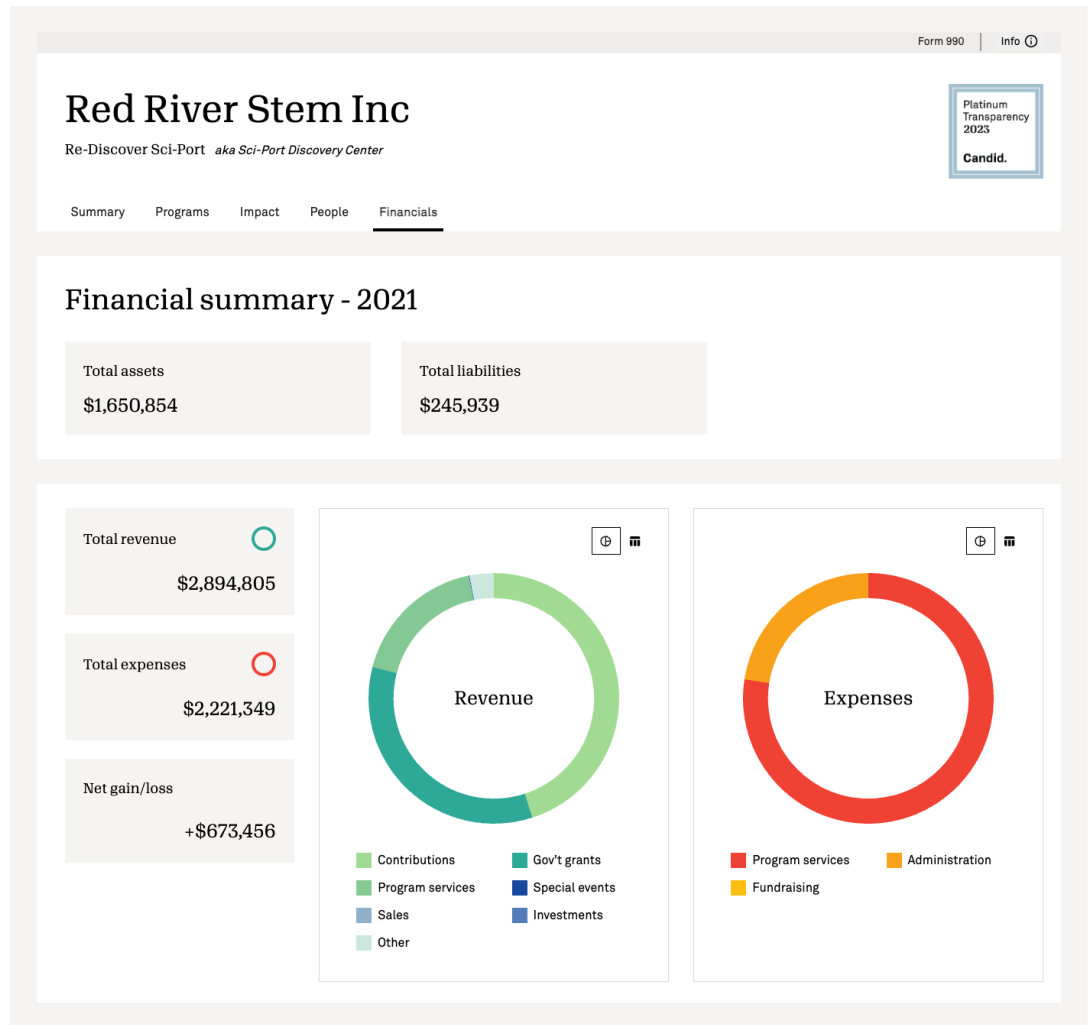 Form 990 Info
Red River Stem Inc
Re-Discover Sci-Port aka Sci-Port Discovery Center
Platinum
Transparency
2023
Candid.
Summary Programs Impact People Financials
Financial summary - 2021
Total assets
$1,650,854
Total liabilities
$245,939
Total revenue
$2,894,805
Total expenses
$2,221,349
Net gain/loss
+$673,456
Revenue
Contributions Gov't grants
Program services Special events
Sales Investments
Other
Expenses
Program services Administration
Fundraising